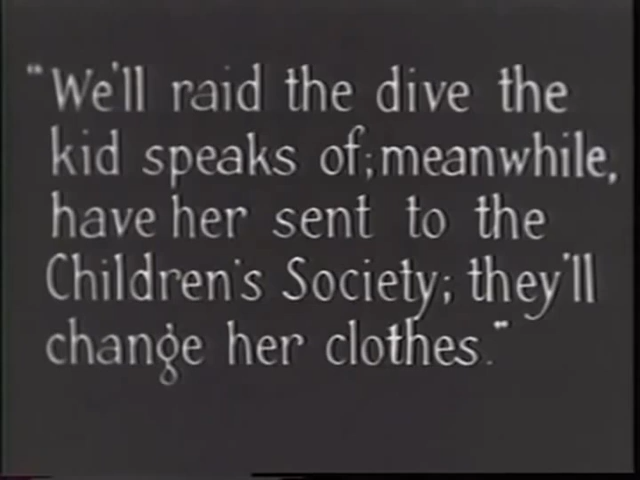 "We'll raid the dive the
kid speaks of; meanwhile,
have her sent to the
Children's Society; they'll
change her clothes."